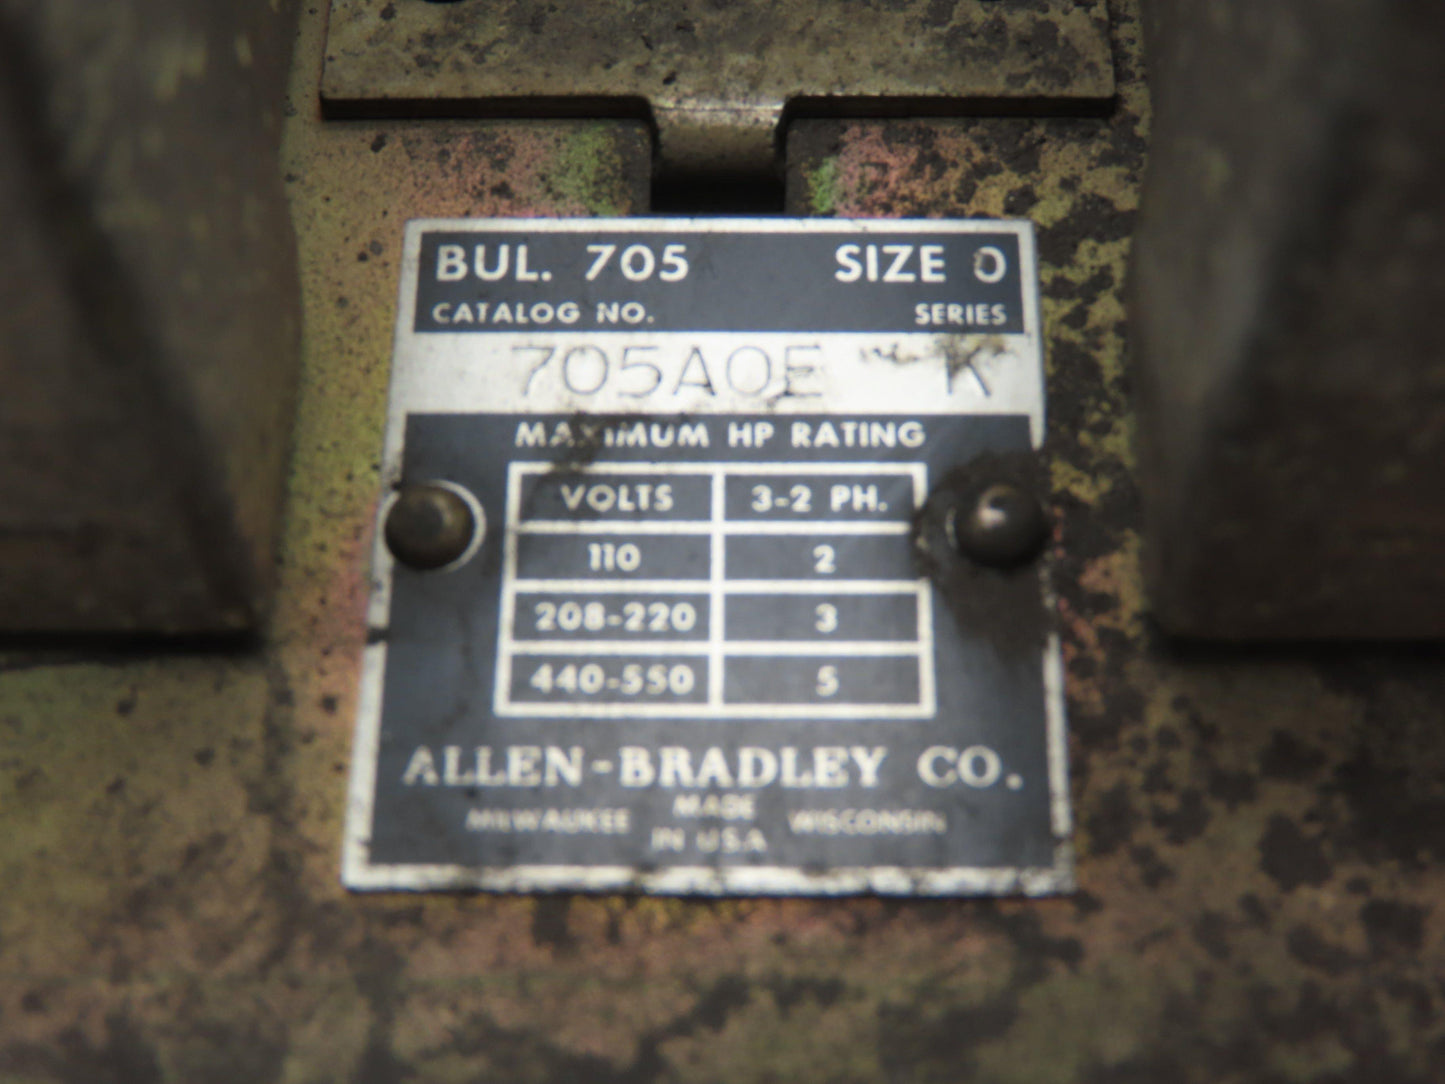 BUL. 705 SIZE 0
CATALOG NO. SERIES
705AOE K
MAXIMUM HP RATING
VOLTS 3-2 PH.
110 2
208-220 3
440-550 5
ALLEN-BRADLEY CO.
MILWAUKEE MADE WISCONSIN
IN U.S.A